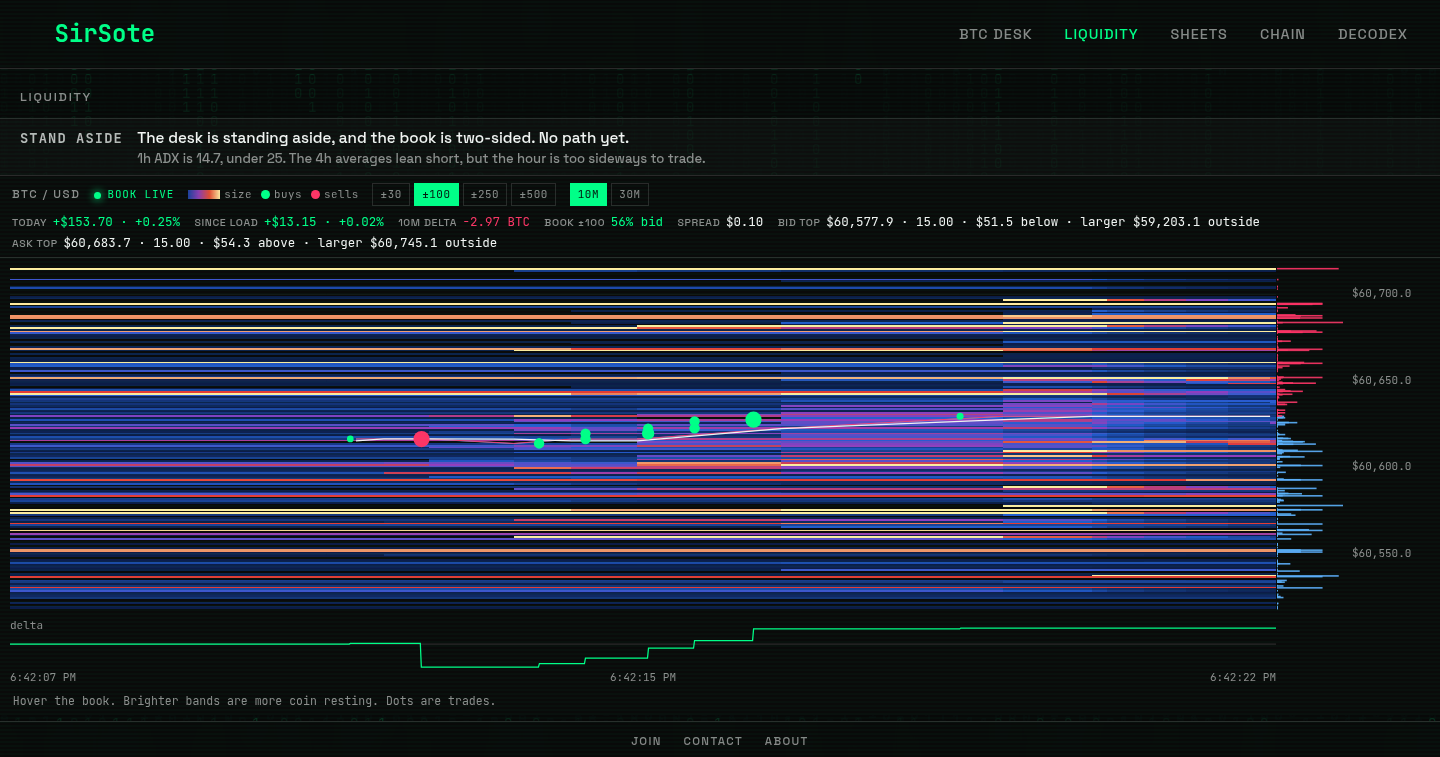 SirSote
BTC DESK LIQUIDITY SHEETS CHAIN DECODEX
LIQUIDITY
STAND ASIDE The desk is standing aside, and the book is two-sided. No path yet.
1h ADX is 14.7, under 25. The 4h averages lean short, but the hour is too sideways to trade.
BTC / USD BOOK LIVE size buys sells ±30 ±100 ±250 ±500 10M 30M
TODAY +$153.70 · +0.25% SINCE LOAD +$13.15 · +0.02% 10M DELTA -2.97 BTC BOOK ±100 56% bid SPREAD $0.10 BID TOP $60,577.9 · 15.00 · $51.5 below · larger $59,203.1 outside
ASK TOP $60,683.7 · 15.00 · $54.3 above · larger $60,745.1 outside
$60,700.0
$60,650.0
$60,600.0
$60,550.0
delta
6:42:07 PM 6:42:15 PM 6:42:22 PM
Hover the book. Brighter bands are more coin resting. Dots are trades.
JOIN CONTACT ABOUT